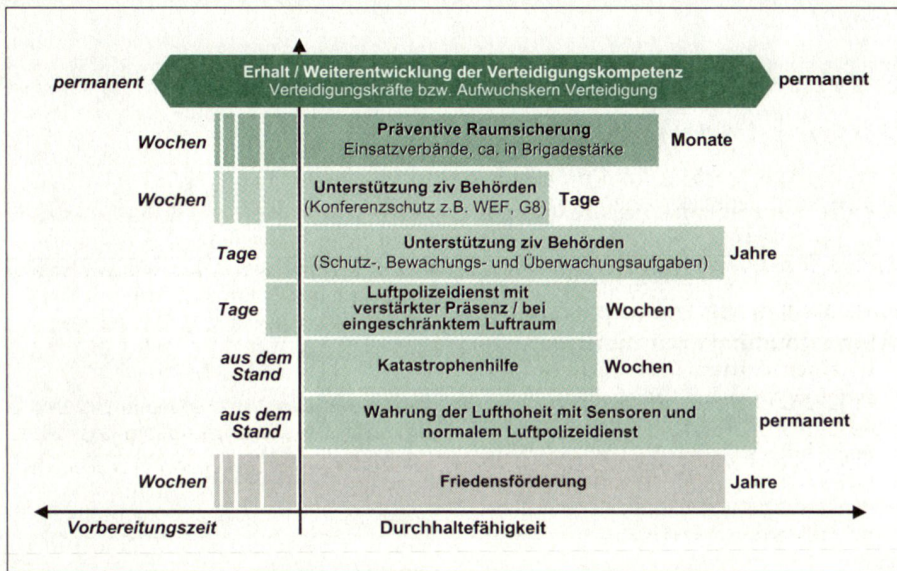 permanent
Erhalt / Weiterentwicklung der Verteidigungskompetenz
Verteidigungskräfte bzw. Aufwuchskern Verteidigung
permanent
Wochen
Präventive Raumsicherung
Einsatzverbände, ca. in Brigadestärke
Monate
Wochen
Unterstützung ziv Behörden
(Konferenzschutz z.B. WEF, G8)
Tage
Tage
Unterstützung ziv Behörden
(Schutz-, Bewachungs- und Überwachungsaufgaben)
Jahre
Tage
Luftpolizeidienst mit
verstärkter Präsenz / bei
eingeschränktem Luftraum
Wochen
aus dem
Stand
Katastrophenhilfe
Wochen
aus dem
Stand
Wahrung der Lufthoheit mit Sensoren und
normalem Luftpolizeidienst
permanent
Wochen
Friedensförderung
Jahre
Vorbereitungszeit
Durchhaltefähigkeit